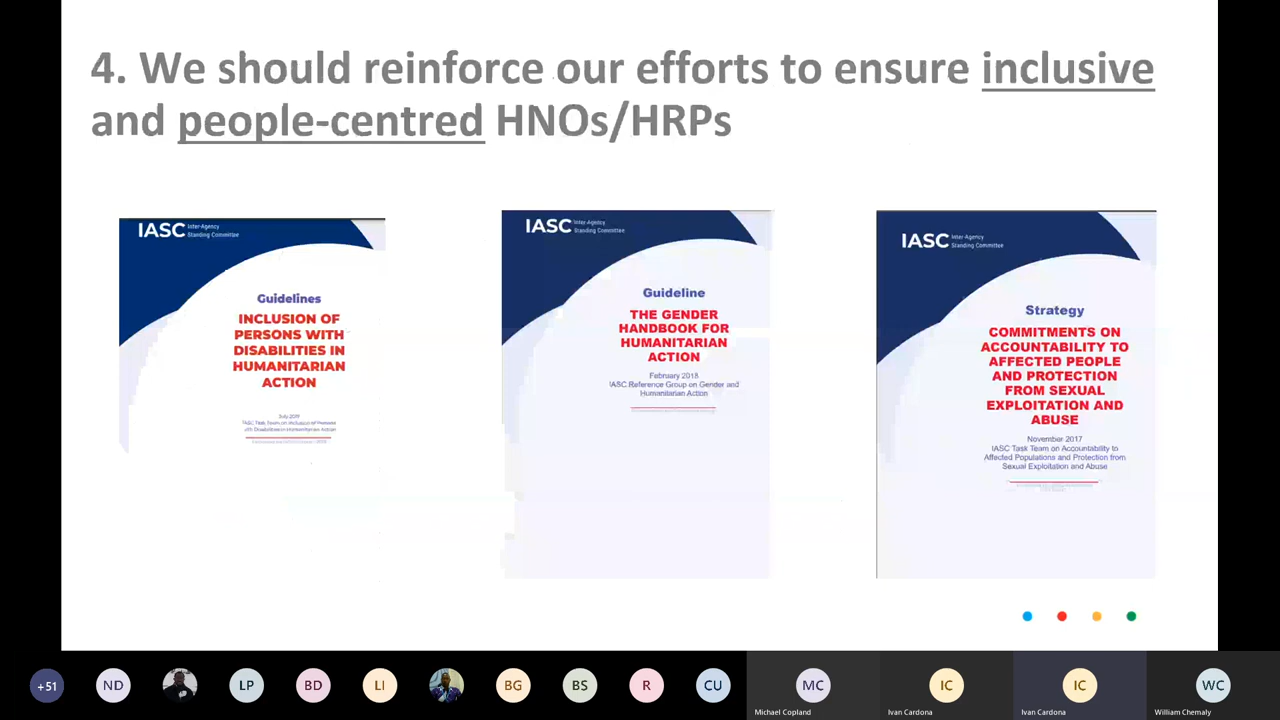 4. We should reinforce our efforts to ensure inclusive
and people-centred HNOs/HRPs
IASC Inter-Agency
Standing Committee
Guidelines
INCLUSION OF
PERSONS WITH
DISABILITIES IN
HUMANITARIAN
ACTION
July 2019
IASC Task Team on Inclusion of Persons
with Disabilities in Humanitarian Action
IASC Inter-Agency
Standing Committee
Guideline
THE GENDER
HANDBOOK FOR
HUMANITARIAN
ACTION
February 2018
IASC Reference Group on Gender and
Humanitarian Action
IASC Inter-Agency
Standing Committee
Strategy
COMMITMENTS ON
ACCOUNTABILITY TO
AFFECTED PEOPLE
AND PROTECTION
FROM SEXUAL
EXPLOITATION AND
ABUSE
November 2017
IASC Task Team on Accountability to
Affected Populations and Protection from
Sexual Exploitation and Abuse
+51
ND
LP
BD
LI
BG
BS
R
CU
MC
IC
IC
WC
Michael Copland
Ivan Cardona
Ivan Cardona
William Chemaly